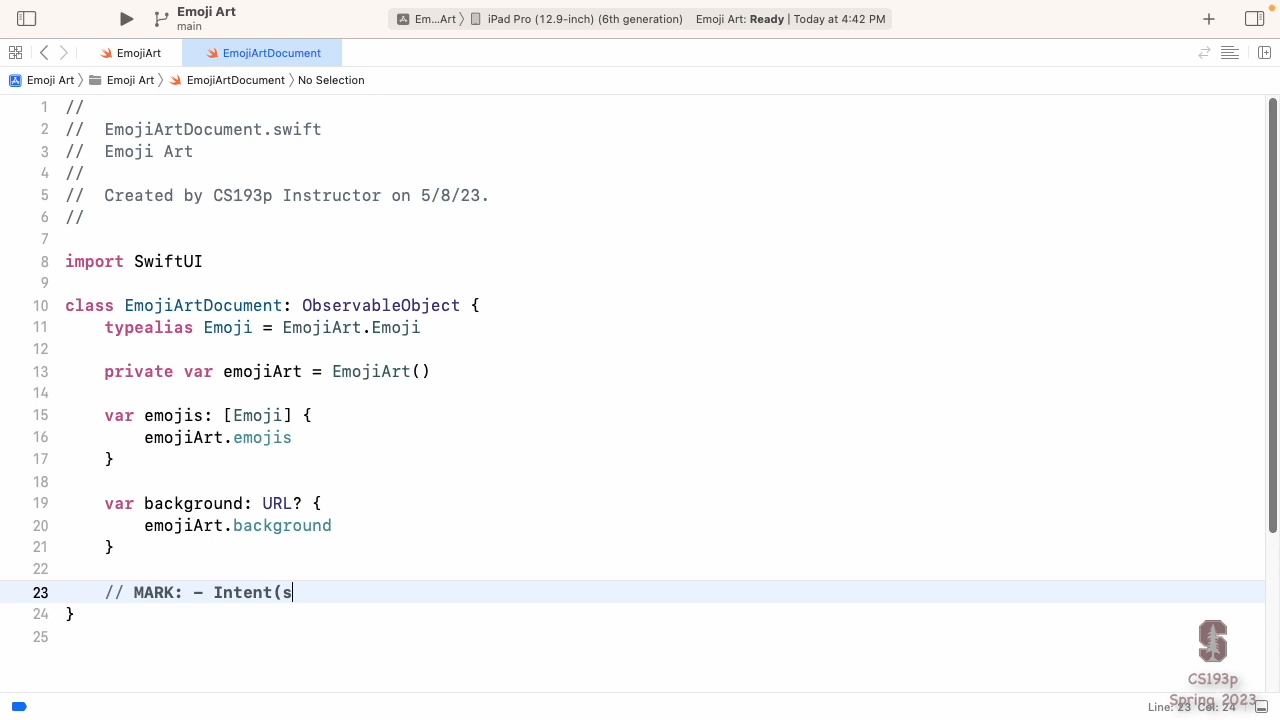 Emoji Art
main
Em...Art 〉 iPad Pro (12.9-inch) (6th generation) Emoji Art: Ready | Today at 4:42 PM
EmojiArt EmojiArtDocument
Emoji Art 〉 Emoji Art 〉 EmojiArtDocument 〉 No Selection
1 //
2 //  EmojiArtDocument.swift
3 //  Emoji Art
4 //
5 //  Created by CS193p Instructor on 5/8/23.
6 //
7
8 import SwiftUI
9
10 class EmojiArtDocument: ObservableObject {
11     typealias Emoji = EmojiArt.Emoji
12
13     private var emojiArt = EmojiArt()
14
15     var emojis: [Emoji] {
16         emojiArt.emojis
17     }
18
19     var background: URL? {
20         emojiArt.background
21     }
22
23     // MARK: - Intent(s
24 }
25
CS193p
Spring 2023
Line: 23 Col: 24